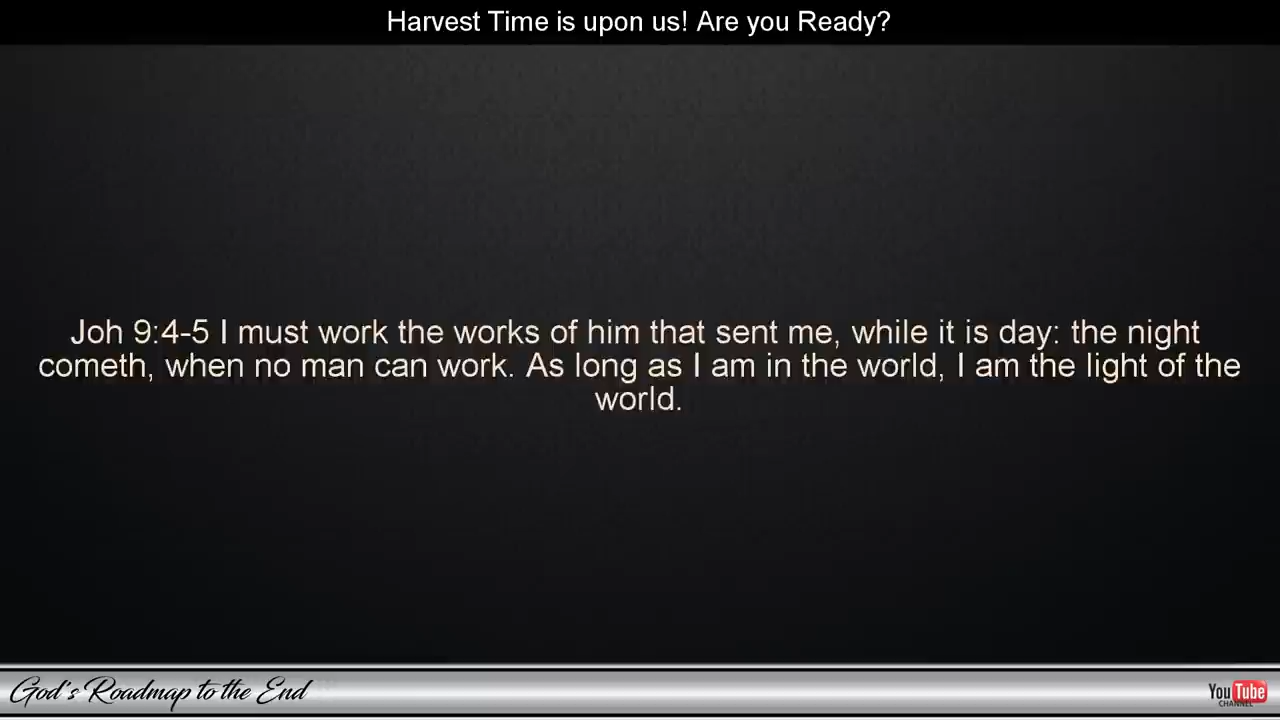 Harvest Time is upon us! Are you Ready?
Joh 9:4-5 I must work the works of him that sent me, while it is day: the night
cometh, when no man can work. As long as I am in the world, I am the light of the
world.
God's Roadmap to the End
YouTube
CHANNEL